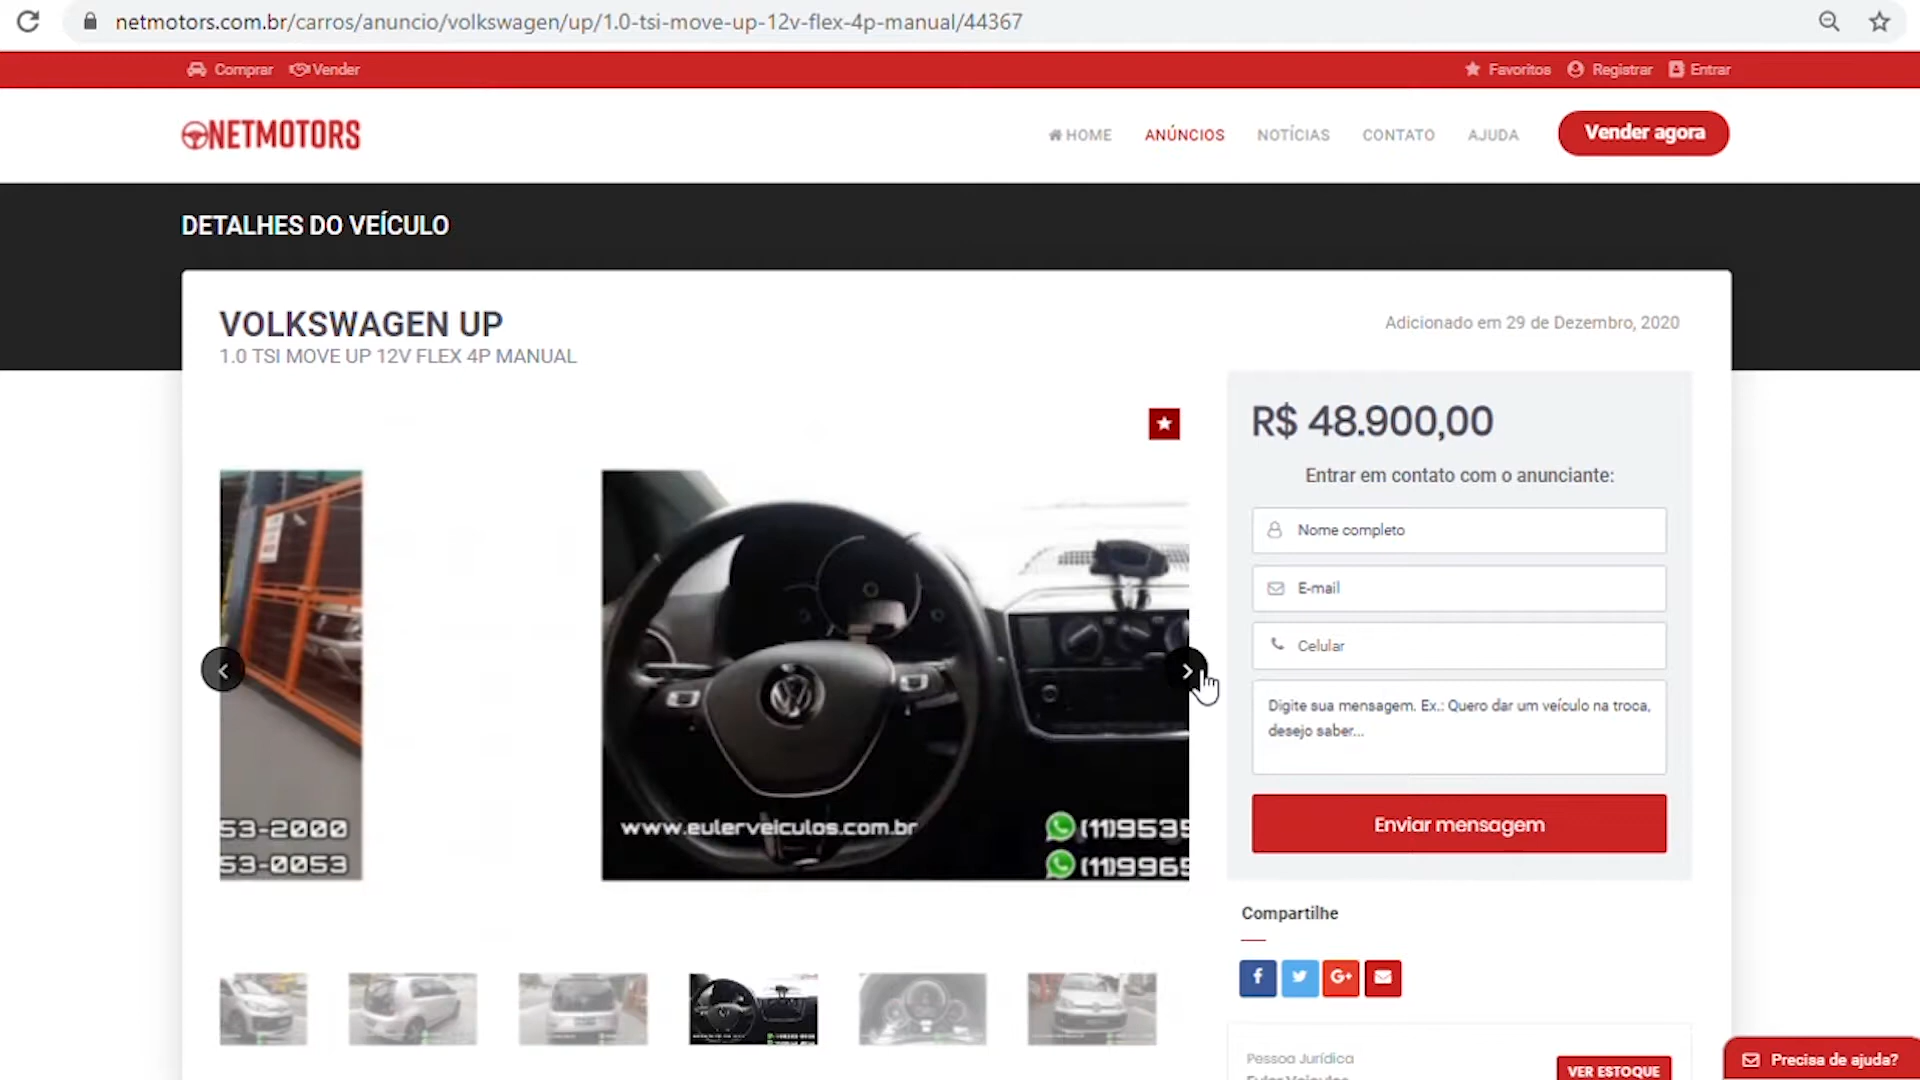 netmotors.com.br/carros/anuncio/volkswagen/up/1.0-tsi-move-up-12v-flex-4p-manual/44367
Comprar Vender
Favoritos Registrar Entrar
NETMOTORS
HOME ANÚNCIOS NOTÍCIAS CONTATO AJUDA Vender agora
DETALHES DO VEÍCULO
VOLKSWAGEN UP
1.0 TSI MOVE UP 12V FLEX 4P MANUAL
Adicionado em 29 de Dezembro, 2020
R$ 48.900,00
Entrar em contato com o anunciante:
Nome completo
E-mail
Celular
Digite sua mensagem. Ex.: Quero dar um veículo na troca,
desejo saber...
Enviar mensagem
53-2000
53-0053
www.eulerveiculos.com.br
(11)9535
(11)9965
Compartilhe
Pessoa Jurídica
VER ESTOQUE
Precisa de ajuda?